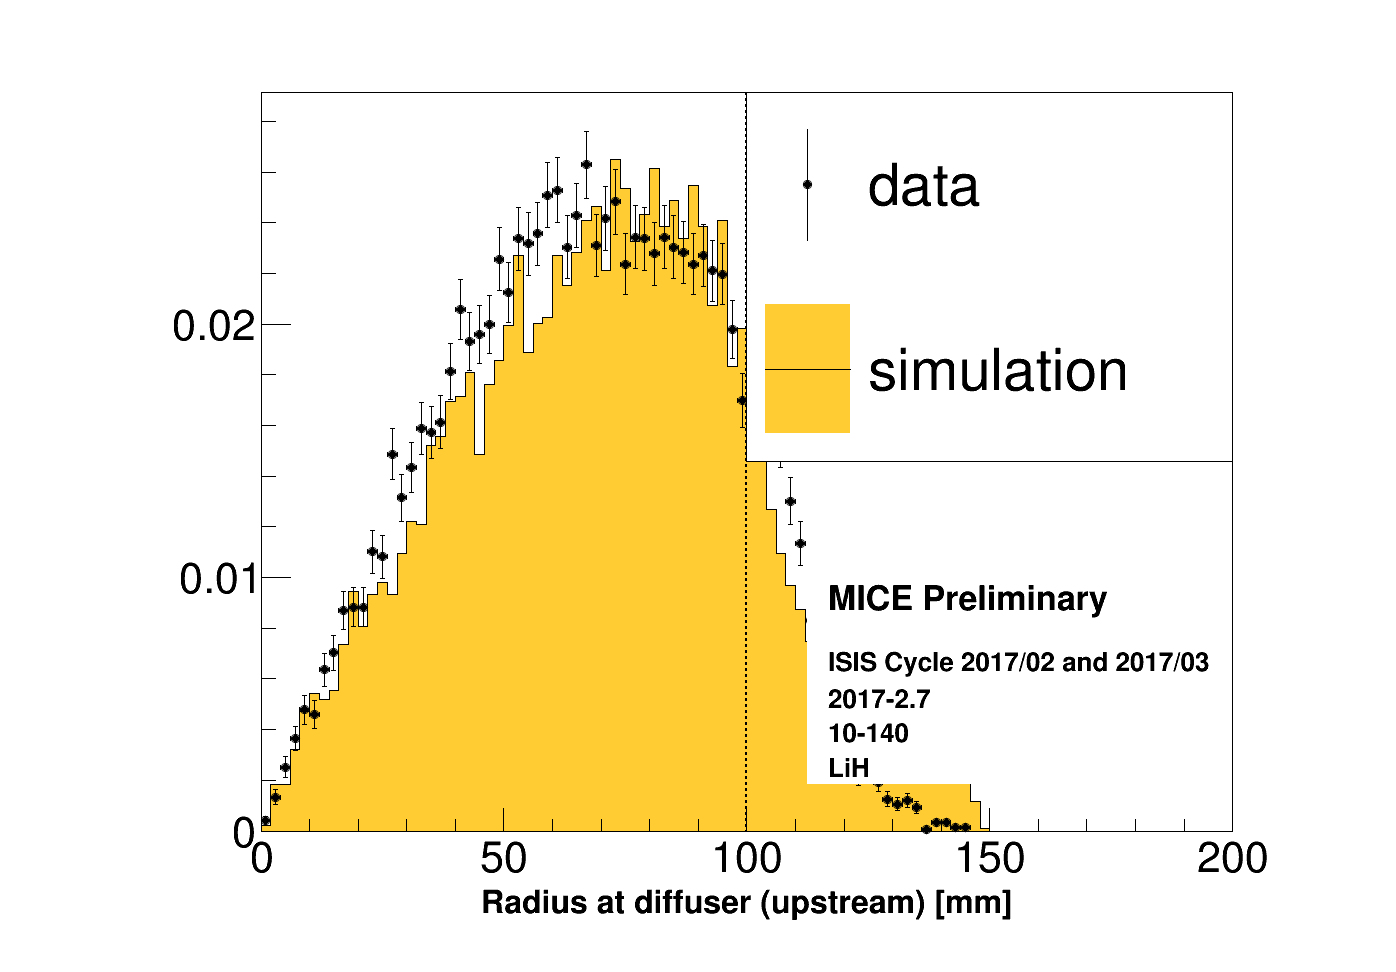 data
simulation
0.02
0.01
0
MICE Preliminary
ISIS Cycle 2017/02 and 2017/03
2017-2.7
10-140
LiH
0 50 100 150 200
Radius at diffuser (upstream) [mm]